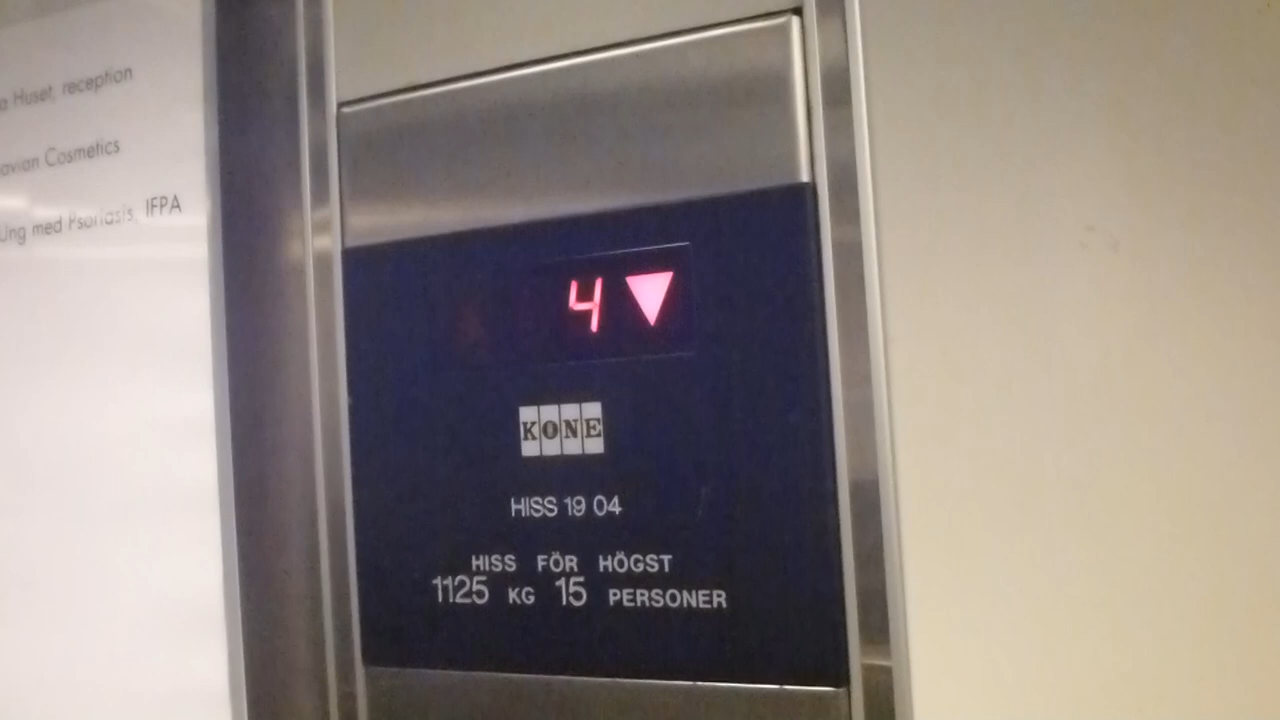 Huset, reception
Cosmetics
Ung med Psoriasis, IFPA
4
KONE
HISS 19 04
HISS FÖR HÖGST
1125 KG 15 PERSONER